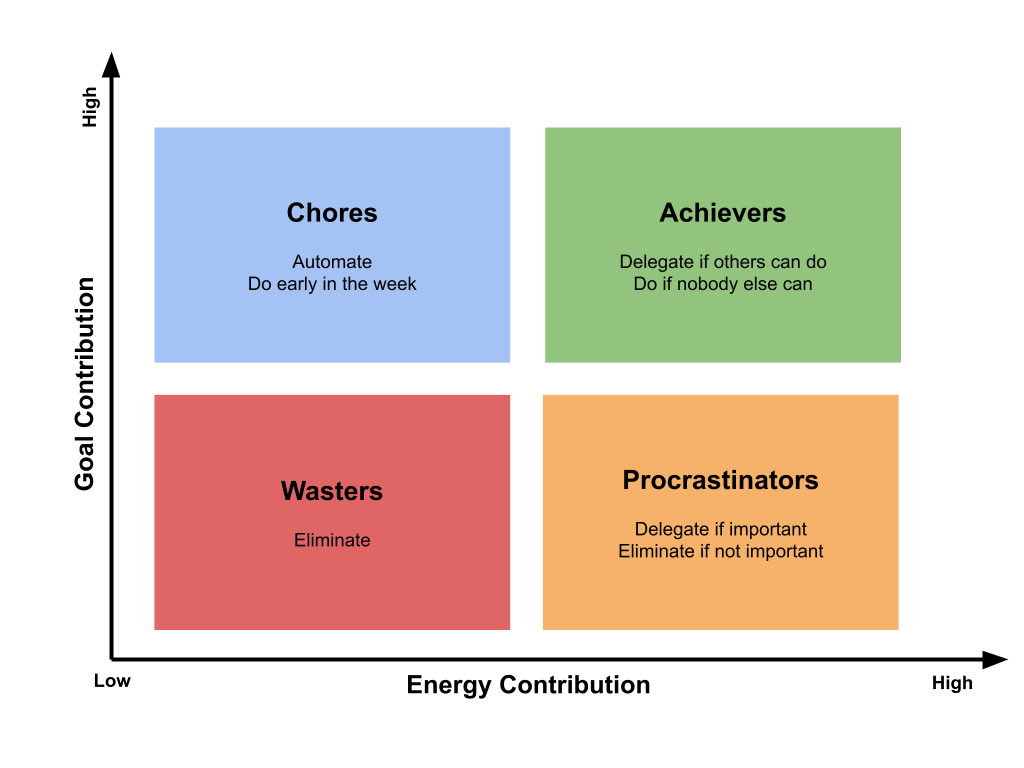 High
Goal Contribution
Chores
Automate
Do early in the week
Achievers
Delegate if others can do
Do if nobody else can
Wasters
Eliminate
Procrastinators
Delegate if important
Eliminate if not important
Low
Energy Contribution
High